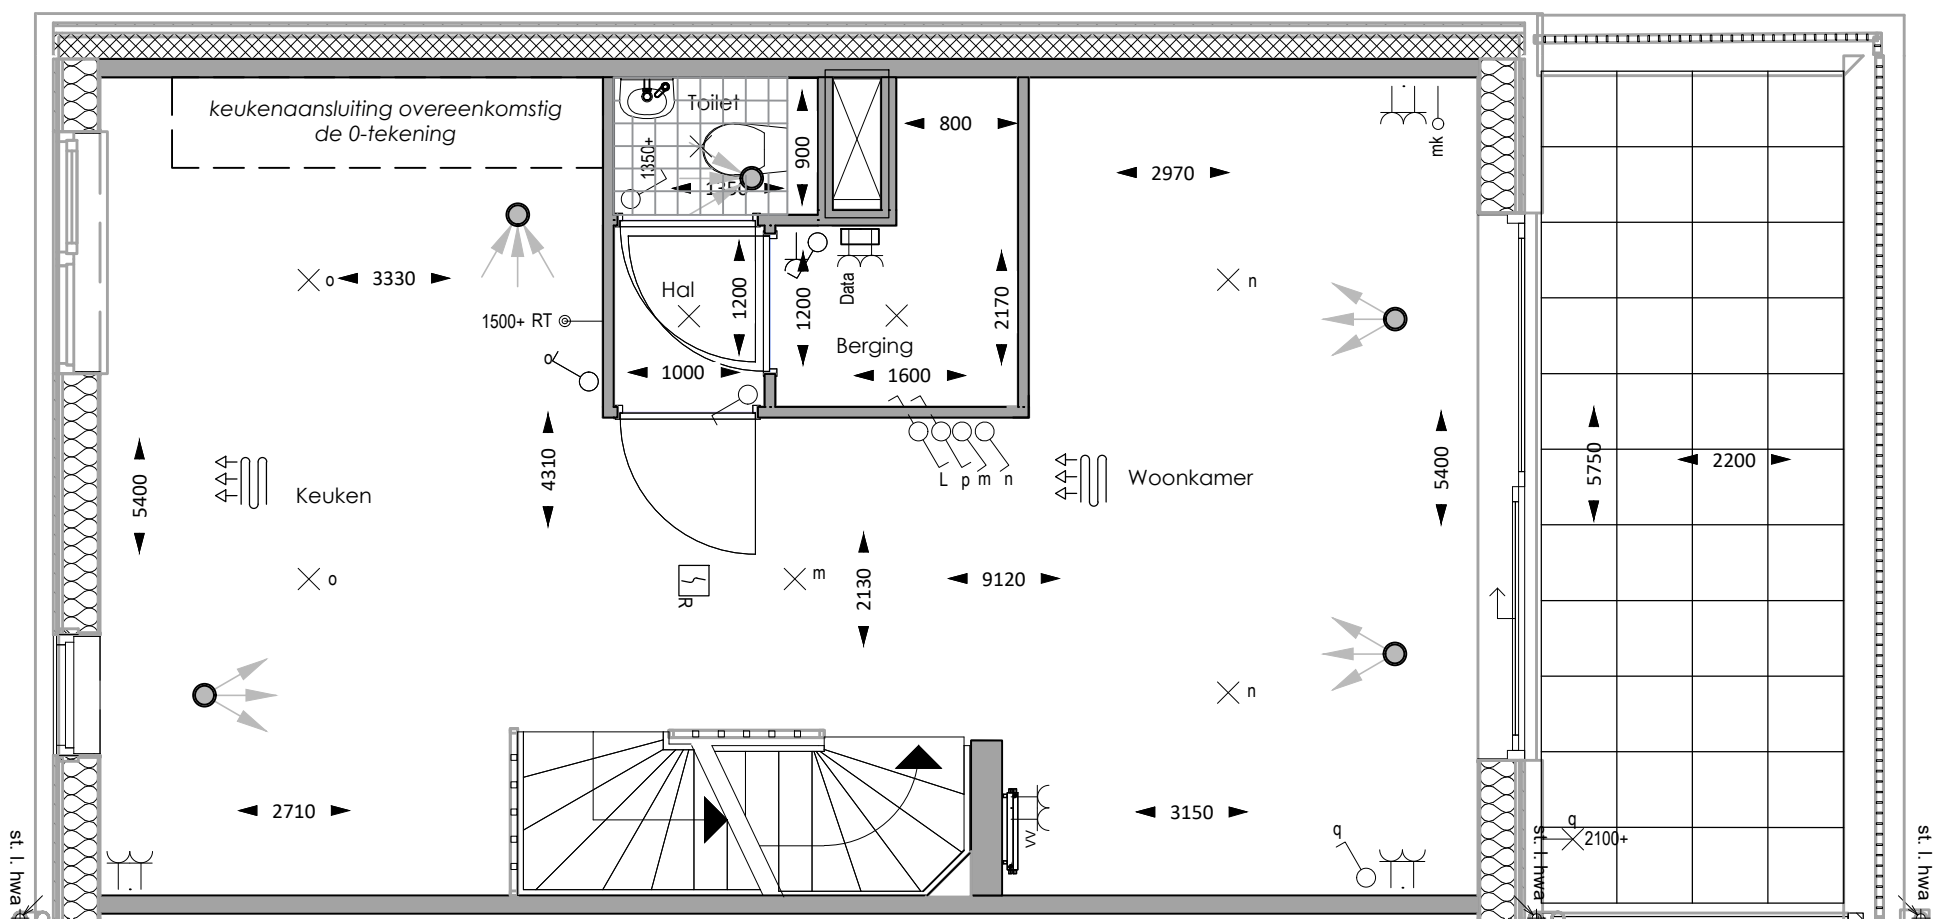 keukenaansluiting overeenkomstig
de 0-tekening
Toilet
1350+
1350
900
800
2970
mk
o
3330
Hal
1200
1200
Data
2170
n
1500+ RT
Berging
o
1000
1600
5400
4310
Keuken
L p m n
Woonkamer
5400
5750
2200
o
R
m
2130
9120
n
2710
3150
VV
q
q
2100+
st. l. hwa
st. l. hwa
st. l. hwa